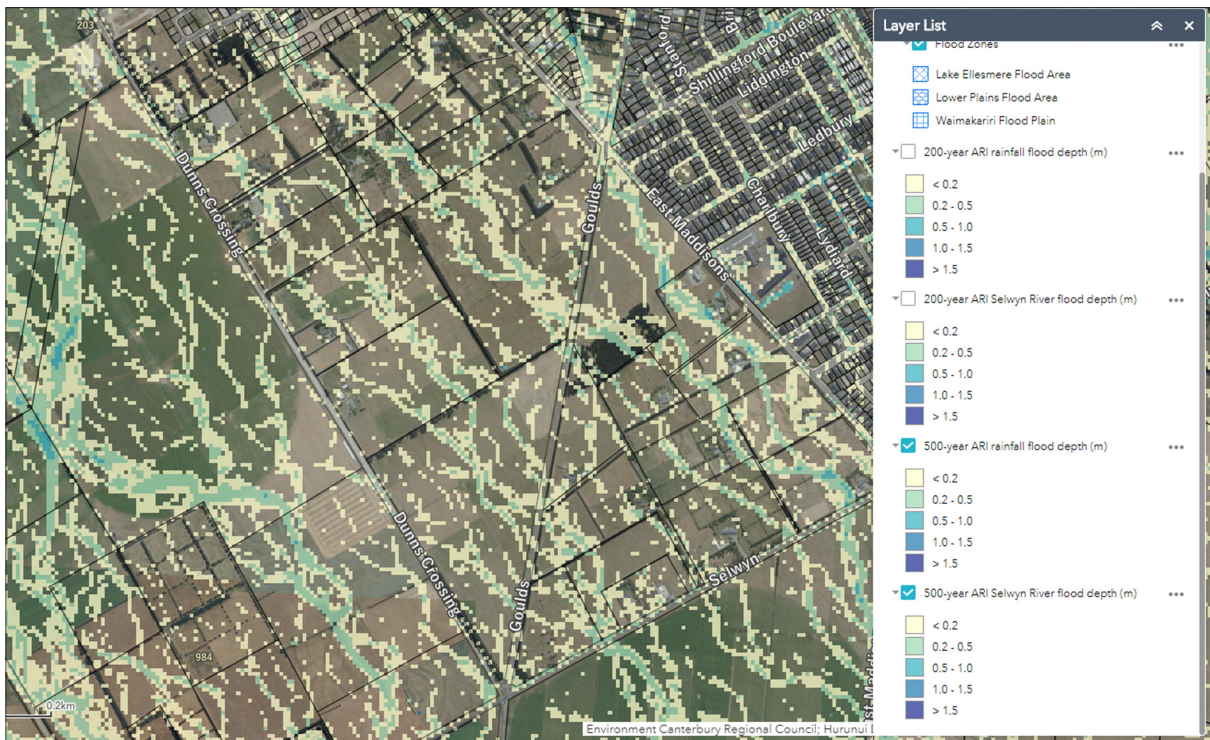 203
Dunns Crossing
Goulds
Shillingford Boulevard
Liddington
Ledbury
East Maddisons
Charlbury
Lydiard
Dunns Crossing
Goulds
Selwyn
984
0.2km
Environment Canterbury Regional Council; Hurunui
Layer List
Flood Zones
Lake Ellesmere Flood Area
Lower Plains Flood Area
Waimakariri Flood Plain
200-year ARI rainfall flood depth (m)
< 0.2
0.2 - 0.5
0.5 - 1.0
1.0 - 1.5
> 1.5
200-year ARI Selwyn River flood depth (m)
< 0.2
0.2 - 0.5
0.5 - 1.0
1.0 - 1.5
> 1.5
500-year ARI rainfall flood depth (m)
< 0.2
0.2 - 0.5
0.5 - 1.0
1.0 - 1.5
> 1.5
500-year ARI Selwyn River flood depth (m)
< 0.2
0.2 - 0.5
0.5 - 1.0
1.0 - 1.5
> 1.5